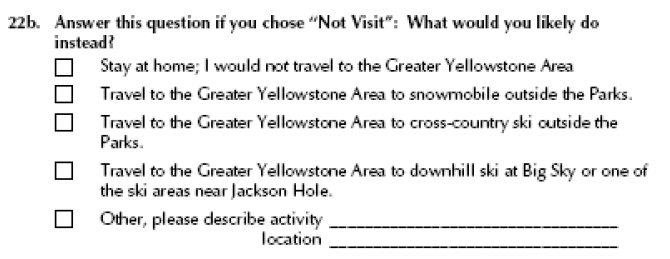 22b. Answer this question if you chose “Not Visit”: What would you likely do
instead?
Stay at home; I would not travel to the Greater Yellowstone Area
Travel to the Greater Yellowstone Area to snowmobile outside the Parks.
Travel to the Greater Yellowstone Area to cross-country ski outside the
Parks.
Travel to the Greater Yellowstone Area to downhill ski at Big Sky or one of
the ski areas near Jackson Hole.
Other, please describe activity
location